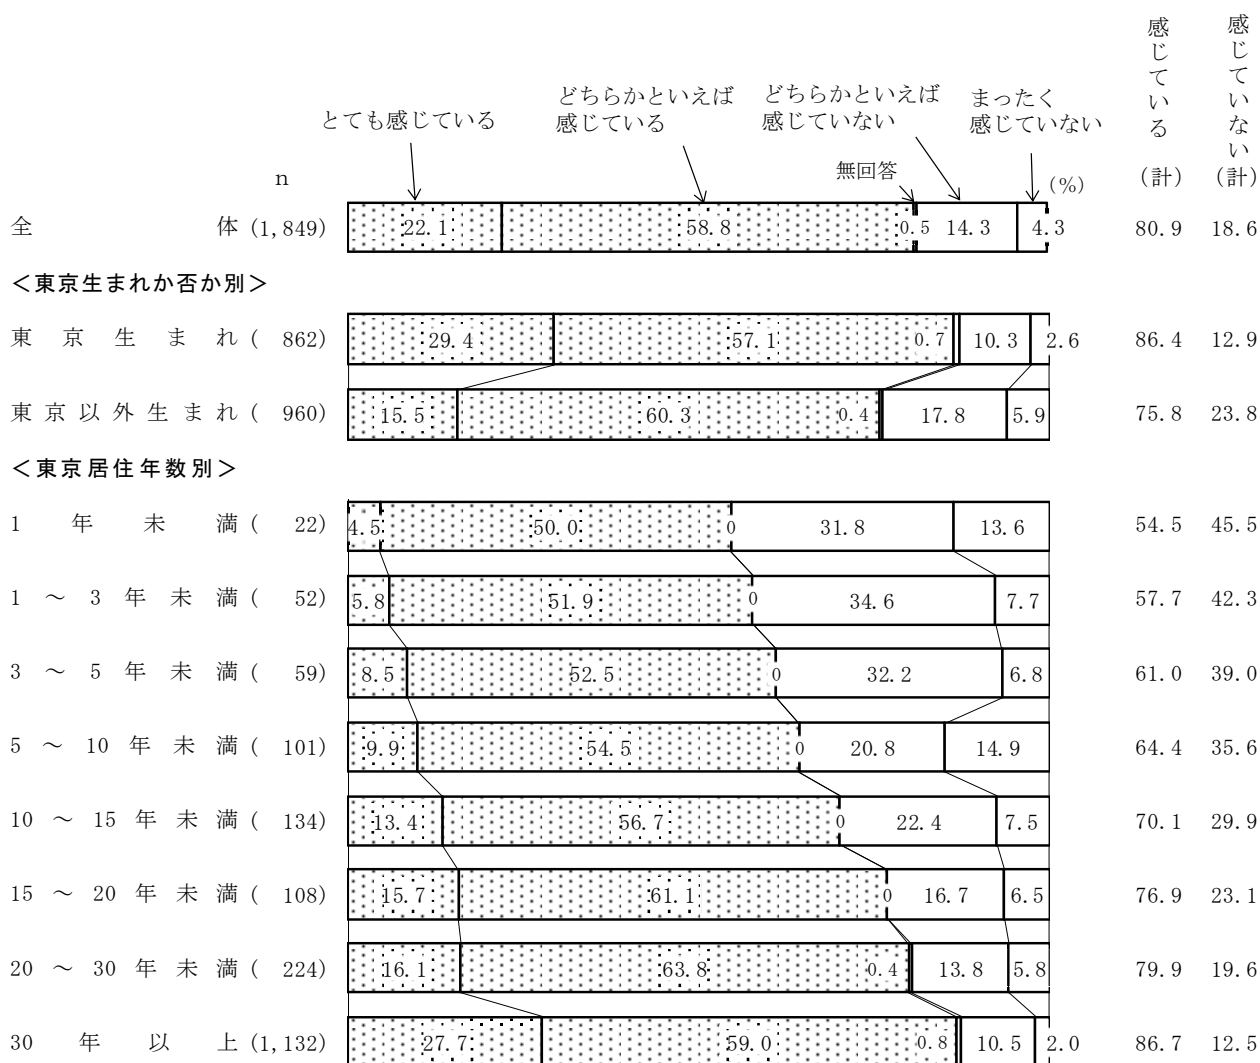 とても感じている
どちらかといえば
感じている
どちらかといえば
感じていない
まったく
感じていない
無回答
感じている
(計)
感じていない
(計)
n
(%)
全体 (1,849) 22.1 58.8 0.5 14.3 4.3 80.9 18.6
＜東京生まれか否か別＞
東京生まれ ( 862) 29.4 57.1 0.7 10.3 2.6 86.4 12.9
東京以外生まれ ( 960) 15.5 60.3 0.4 17.8 5.9 75.8 23.8
＜東京居住年数別＞
1年未満 ( 22) 4.5 50.0 0 31.8 13.6 54.5 45.5
1～3年未満 ( 52) 5.8 51.9 0 34.6 7.7 57.7 42.3
3～5年未満 ( 59) 8.5 52.5 0 32.2 6.8 61.0 39.0
5～10年未満 ( 101) 9.9 54.5 0 20.8 14.9 64.4 35.6
10～15年未満 ( 134) 13.4 56.7 0 22.4 7.5 70.1 29.9
15～20年未満 ( 108) 15.7 61.1 0 16.7 6.5 76.9 23.1
20～30年未満 ( 224) 16.1 63.8 0.4 13.8 5.8 79.9 19.6
30年以上 (1,132) 27.7 59.0 0.8 10.5 2.0 86.7 12.5